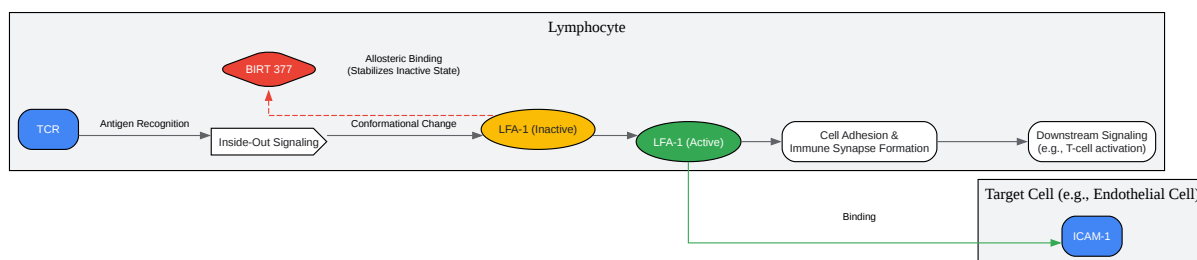 Lymphocyte
BIRT 377
Allosteric Binding
(Stabilizes Inactive State)
TCR
Antigen Recognition
Inside-Out Signaling
Conformational Change
LFA-1 (Inactive)
LFA-1 (Active)
Cell Adhesion &
Immune Synapse Formation
Downstream Signaling
(e.g., T-cell activation)
Target Cell (e.g., Endothelial Cell)
Binding
ICAM-1